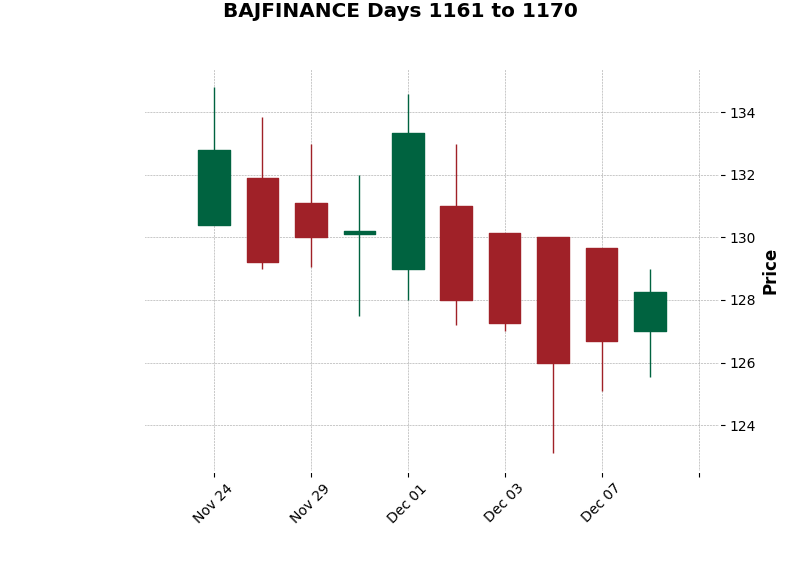 BAJFINANCE Days 1161 to 1170
134
132
130
128
126
124
Price
Nov 24
Nov 29
Dec 01
Dec 03
Dec 07